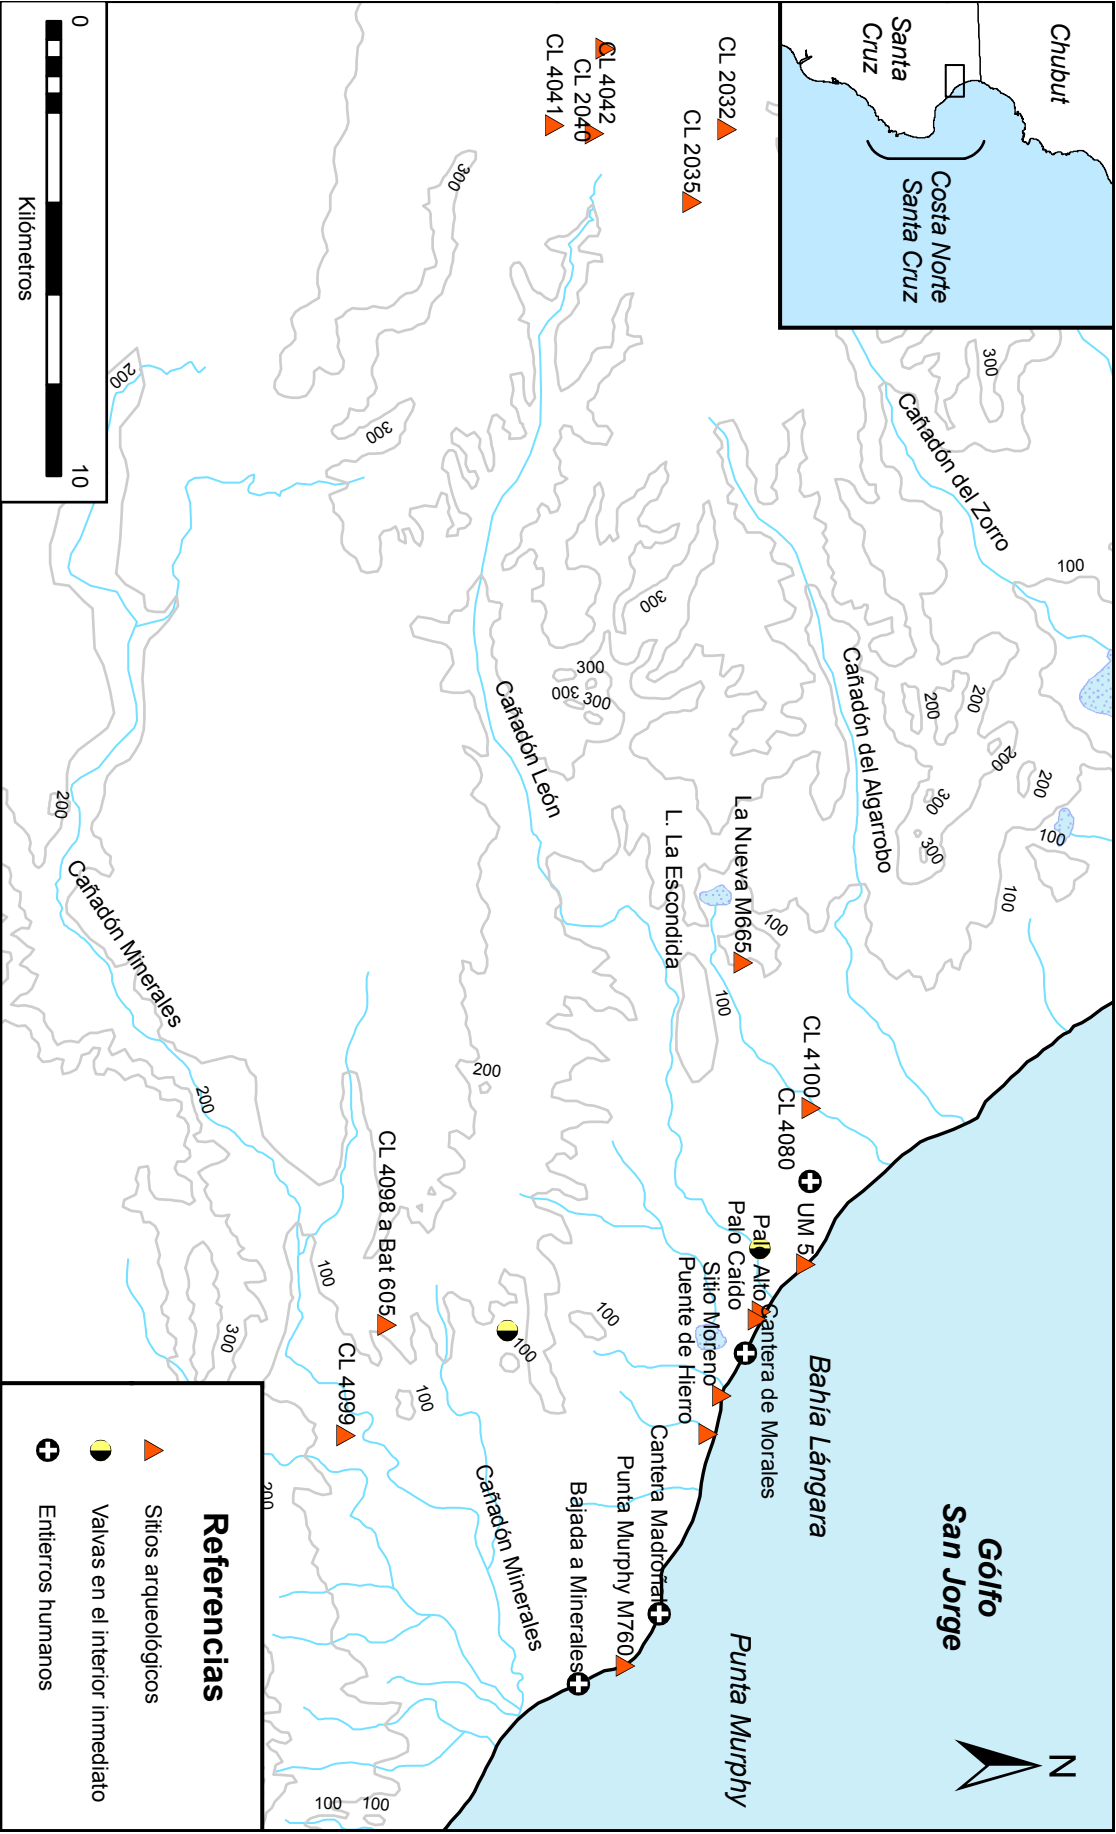 Chubut
Santa
Cruz
Costa Norte
Santa Cruz
Gólfo
San Jorge
N
Bahía Lángara
Punta Murphy
Cañadón del Zorro
Cañadón del Algarrobo
Cañadón León
Cañadón Minerales
Cañadón Minerales
L. La Escondida
La Nueva M665
CL 2032
CL 2035
CL 4042
CL 2040
CL 4041
CL 4100
CL 4080
UM 5
Palo Alto
Palo Caído
Cantera de Morales
Sitio Moreno
Puente de Hierro
Cantera Madroñal
Punta Murphy M760
Bajada a Minerales
CL 4098 a Bat 605
CL 4099
300
100
200
200
200
200
300
300
100
100
300
300
300
300
300
300
100
100
200
200
200
200
100
300
100
100
100
200
100
100
0
10
Kilómetros
Referencias
Sitios arqueológicos
Valvas en el interior inmediato
Entierros humanos